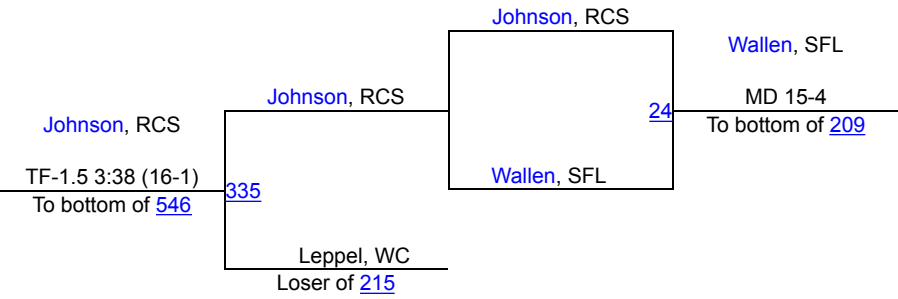 Johnson, RCS
Wallen, SFL
Johnson, RCS
MD 15-4
24
To bottom of 209
Johnson, RCS
TF-1.5 3:38 (16-1)
Wallen, SFL
335
To bottom of 546
Leppel, WC
Loser of 215